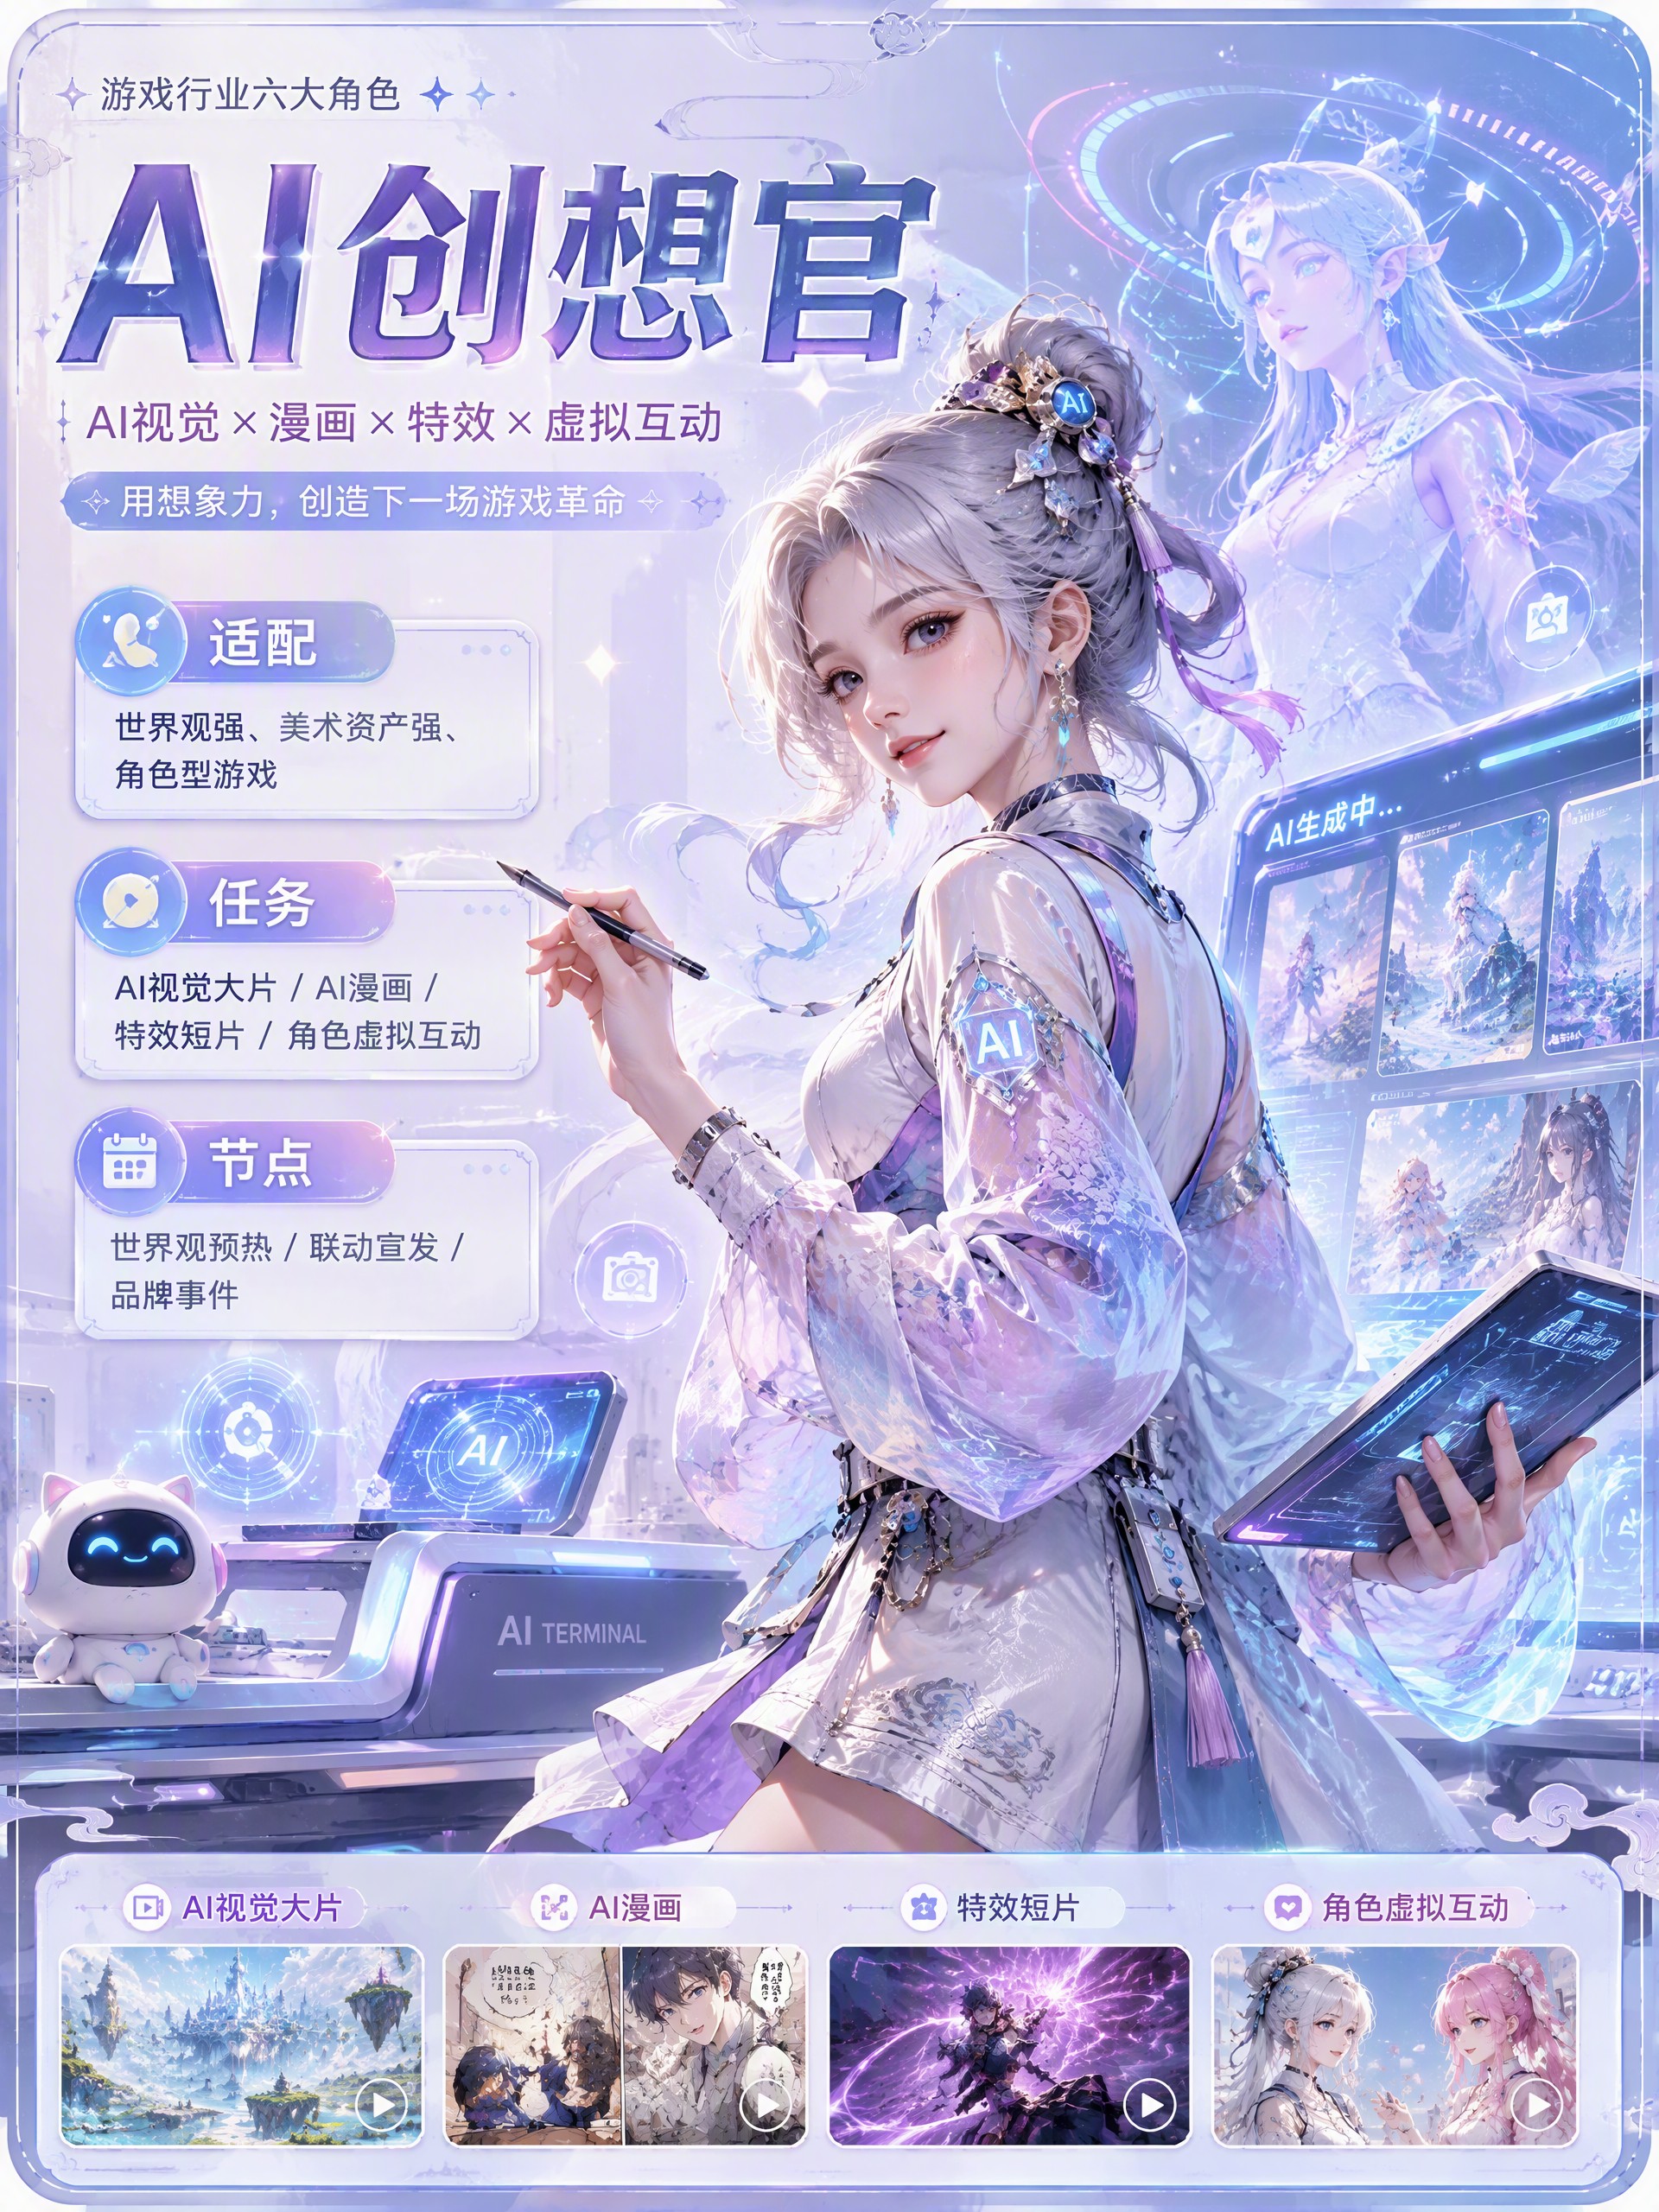 游戏行业六大角色
AI创想官
AI视觉×漫画×特效×虚拟互动
用想象力，创造下一场游戏革命
适配
世界观强、美术资产强、
角色型游戏
任务
AI视觉大片 / AI漫画 /
特效短片 / 角色虚拟互动
节点
世界观预热 / 联动宣发 /
品牌事件
AI
AI
AI生成中...
AI
AI TERMINAL
AI视觉大片
AI漫画
特效短片
角色虚拟互动